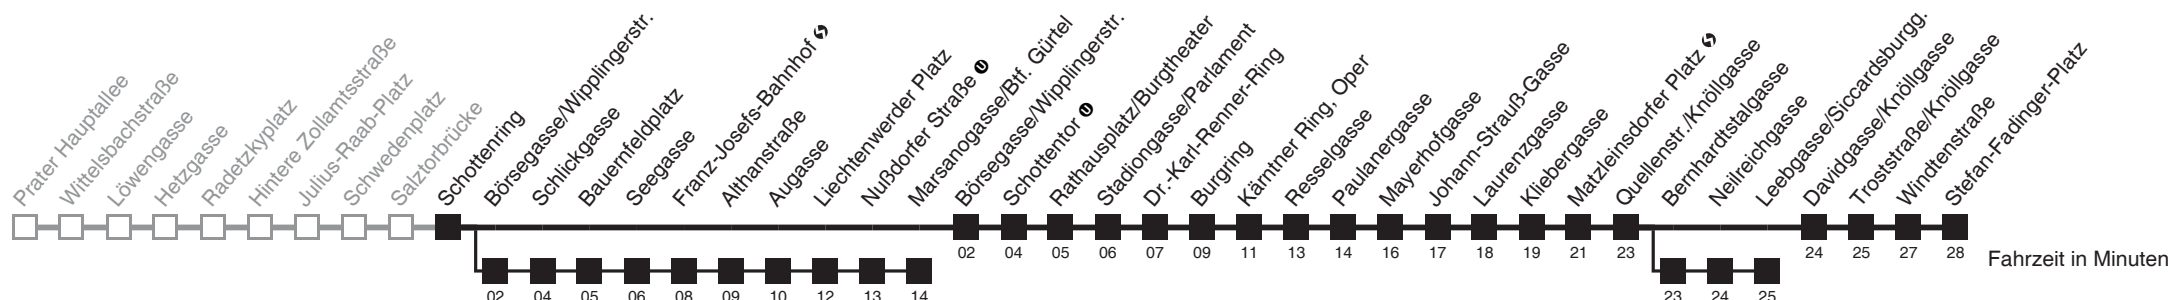 Prater Hauptallee
Wittelsbachstraße
Löwengasse
Hetzgasse
Radetzkyplatz
Hintere Zollamtsstraße
Julius-Raab-Platz
Schwedenplatz
Salztorbrücke
Schottenring
Börsegasse/Wipplingerstr.
Schlickgasse
Bauernfeldplatz
Seegasse
Franz-Josefs-Bahnhof S
Althanstraße
Augasse
Liechtenwerder Platz
Nußdorfer Straße U
Marsanogasse/Btf. Gürtel
Börsegasse/Wipplingerstr.
Schottentor U
Rathausplatz/Burgtheater
Stadiongasse/Parlament
Dr.-Karl-Renner-Ring
Burgring
Kärntner Ring, Oper
Resselgasse
Paulanergasse
Mayerhofgasse
Johann-Strauß-Gasse
Laurenzgasse
Kliebergasse
Matzleinsdorfer Platz S
Quellenstr./Knöllgasse
Bernhardtstalgasse
Neilreichgasse
Leebgasse/Siccardsburgg.
Davidgasse/Knöllgasse
Troststraße/Knöllgasse
Windtenstraße
Stefan-Fadinger-Platz
02 04 05 06 07 09 11 13 14 16 17 18 19 21 23 24 25 27 28
Fahrzeit in Minuten
02 04 05 06 08 09 10 12 13 14 23 24 25